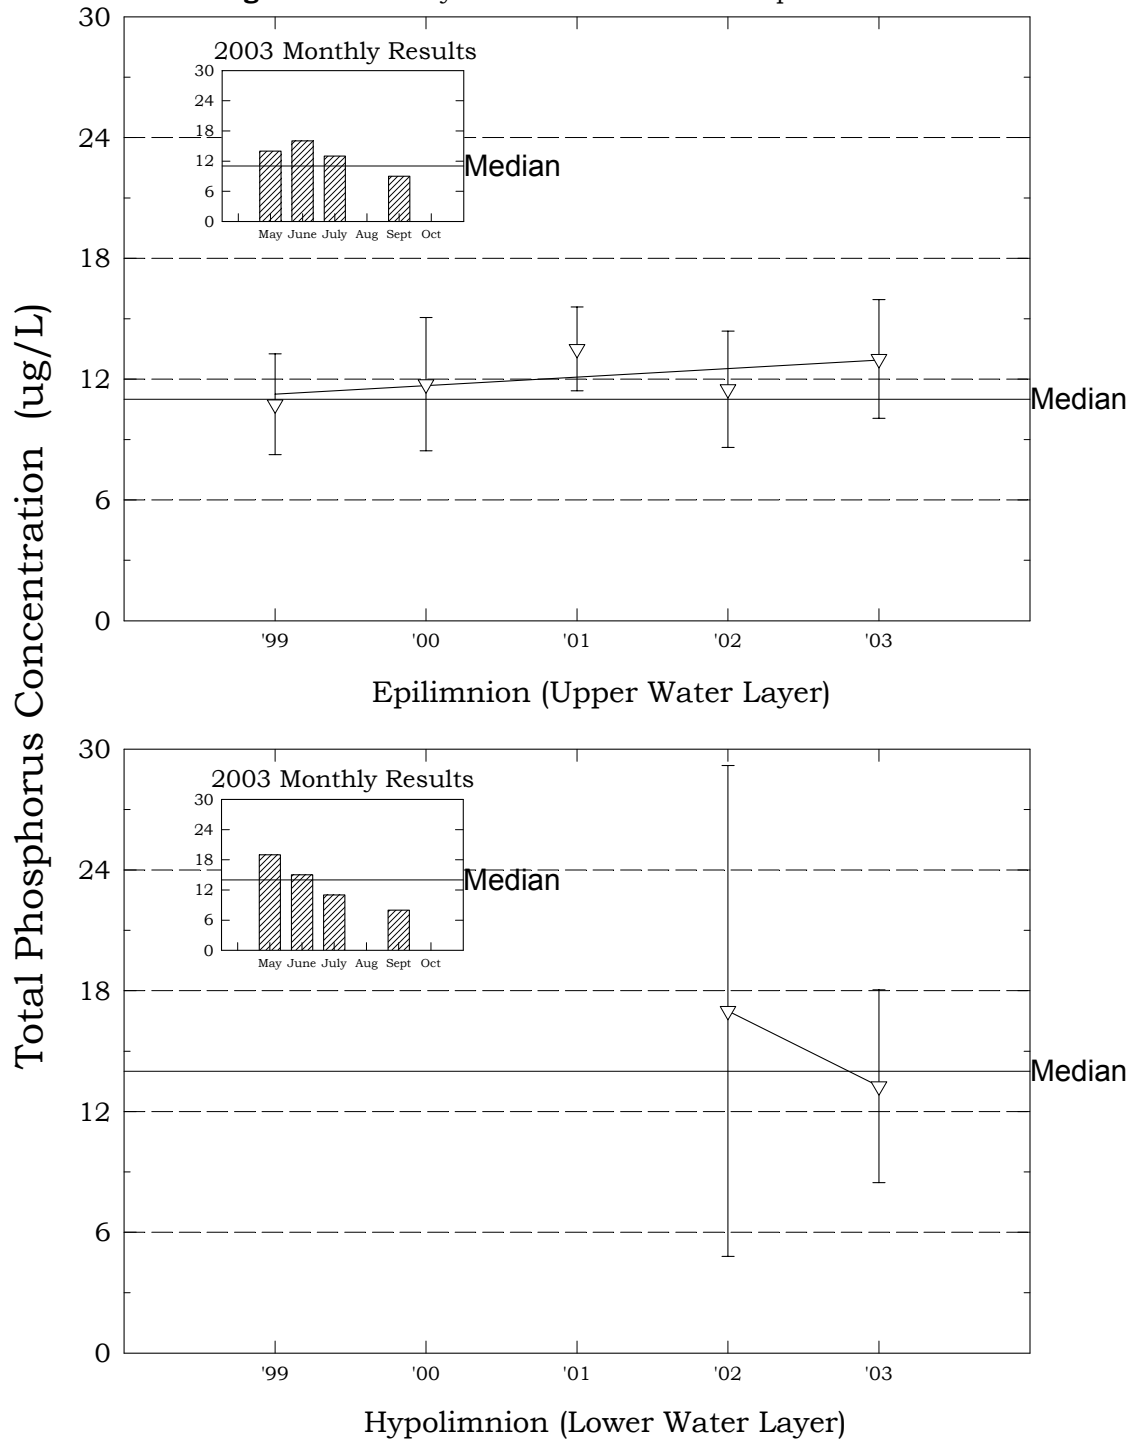 2003 Monthly Results
30
24
18
12
6
0
Median
May June July Aug Sept Oct
30
24
18
12
6
0
Median
'99 '00 '01 '02 '03
Epilimnion (Upper Water Layer)
Total Phosphorus Concentration (ug/L)
2003 Monthly Results
30
24
18
12
6
0
Median
May June July Aug Sept Oct
30
24
18
12
6
0
Median
'99 '00 '01 '02 '03
Hypolimnion (Lower Water Layer)